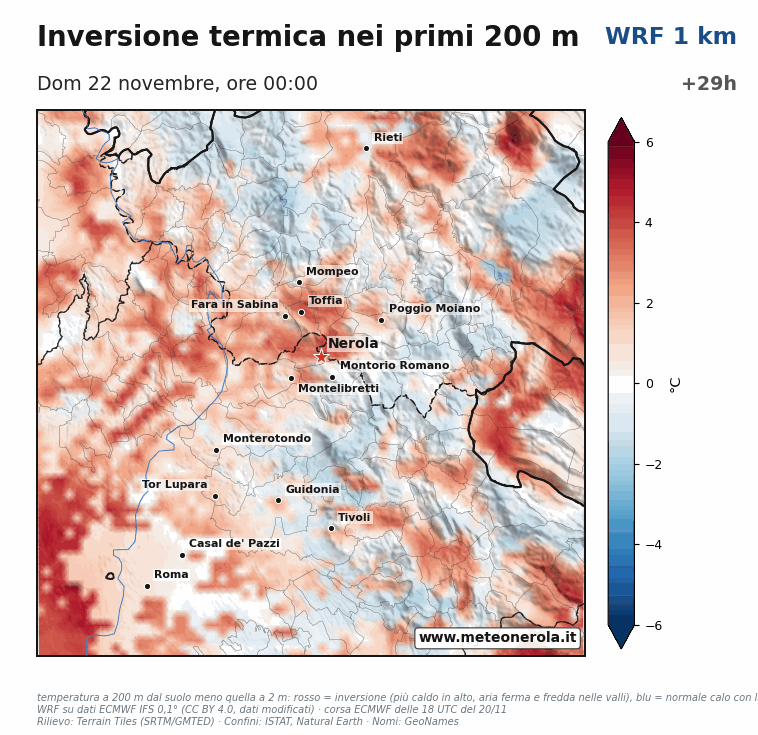 Inversione termica nei primi 200 m WRF 1 km
Dom 22 novembre, ore 00:00 +29h
Rieti
Mompeo
Toffia
Fara in Sabina
Poggio Moiano
Nerola
Montorio Romano
Montelibretti
Monterotondo
Tor Lupara
Guidonia
Tivoli
Casal de' Pazzi
Roma
www.meteonerola.it
6
4
2
0
−2
−4
−6
°C
temperatura a 200 m dal suolo meno quella a 2 m: rosso = inversione (più caldo in alto, aria ferma e fredda nelle valli), blu = normale calo con l
WRF su dati ECMWF IFS 0,1° (CC BY 4.0, dati modificati) · corsa ECMWF delle 18 UTC del 20/11
Rilievo: Terrain Tiles (SRTM/GMTED) · Confini: ISTAT, Natural Earth · Nomi: GeoNames